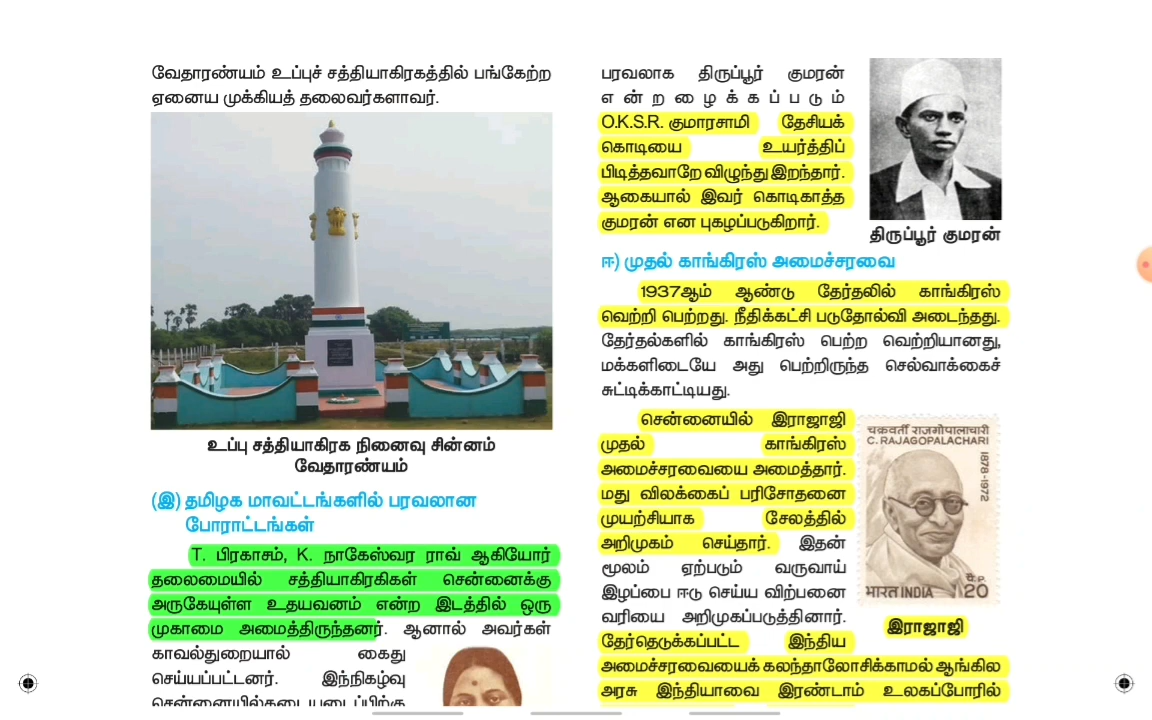 வேதாரண்யம் உப்புச் சத்தியாகிரகத்தில் பங்கேற்ற
ஏனைய முக்கியத் தலைவர்களாவர்.
உப்பு சத்தியாகிரக நினைவு சின்னம்
வேதாரண்யம்
(இ) தமிழக மாவட்டங்களில் பரவலான
போராட்டங்கள்
T. பிரகாசம், K. நாகேஸ்வர ராவ் ஆகியோர்
தலைமையில் சத்தியாகிரகிகள் சென்னைக்கு
அருகேயுள்ள உதயவனம் என்ற இடத்தில் ஒரு
முகாமை அமைத்திருந்தனர். ஆனால் அவர்கள்
காவல்துறையால் கைது
செய்யப்பட்டனர். இந்நிகழ்வு
சென்னையில்கடையடைப்பிற்கு
பரவலாக திருப்பூர் குமரன்
என்றழைக்கப்படும்
O.K.S.R. குமாரசாமி தேசியக்
கொடியை உயர்த்திப்
பிடித்தவாறே விழுந்து இறந்தார்.
ஆகையால் இவர் கொடிகாத்த
குமரன் என புகழப்படுகிறார்.
திருப்பூர் குமரன்
ஈ) முதல் காங்கிரஸ் அமைச்சரவை
1937ஆம் ஆண்டு தேர்தலில் காங்கிரஸ்
வெற்றி பெற்றது. நீதிக்கட்சி படுதோல்வி அடைந்தது.
தேர்தல்களில் காங்கிரஸ் பெற்ற வெற்றியானது,
மக்களிடையே அது பெற்றிருந்த செல்வாக்கைச்
சுட்டிக்காட்டியது.
சென்னையில் இராஜாஜி
முதல் காங்கிரஸ்
அமைச்சரவையை அமைத்தார்.
மது விலக்கைப் பரிசோதனை
முயற்சியாக சேலத்தில்
அறிமுகம் செய்தார். இதன்
மூலம் ஏற்படும் வருவாய்
இழப்பை ஈடு செய்ய விற்பனை
வரியை அறிமுகப்படுத்தினார்.
தேர்தெடுக்கப்பட்ட இந்திய
அமைச்சரவையைக் கலந்தாலோசிக்காமல் ஆங்கில
அரசு இந்தியாவை இரண்டாம் உலகப்போரில்
चक्रवर्ती राजगोपालाचारी
C. RAJAGOPALACHARI
1878-1972
भारत INDIA
20
இராஜாஜி